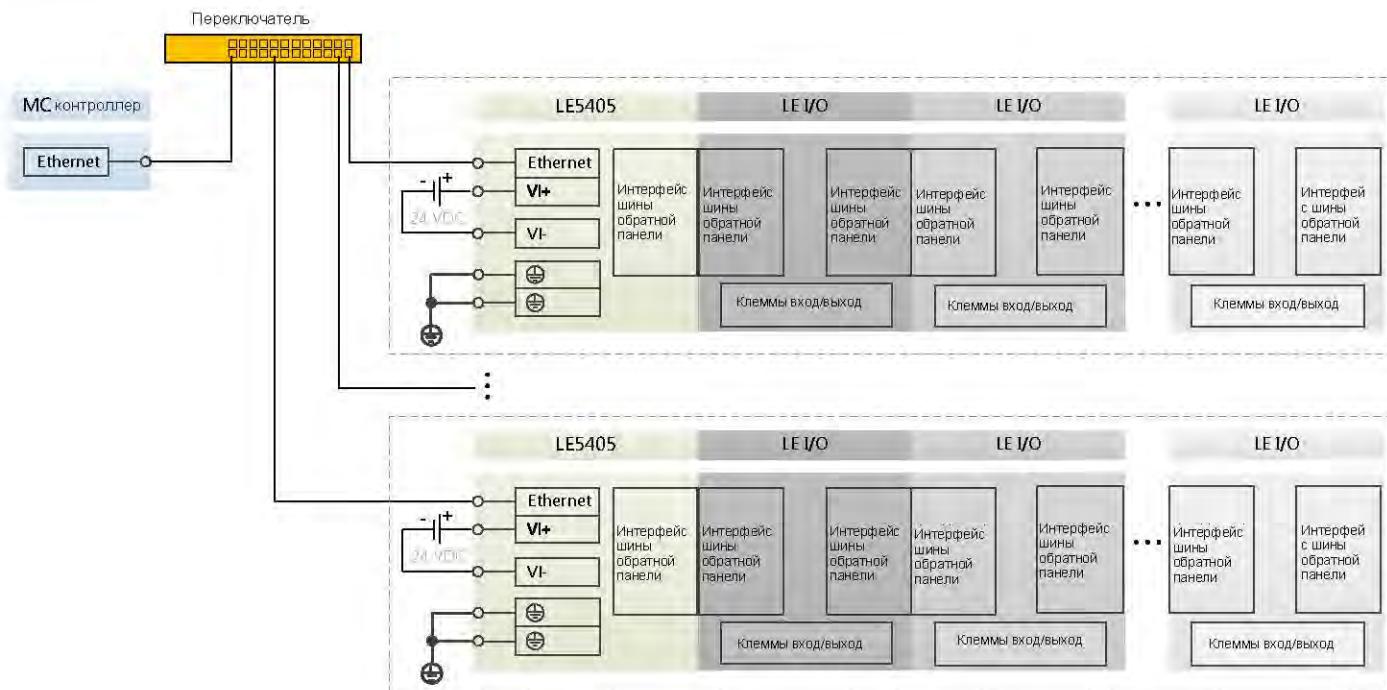 Переключатель
МС контроллер
Ethernet
LE5405
LE I/O
LE I/O
LE I/O
Ethernet
VI+
VI-
- +
24 VDC
Интерфейс
шины
обратной
панели
Интерфейс
шины
обратной
панели
Интерфейс
шины
обратной
панели
Интерфейс
шины
обратной
панели
Интерфейс
шины
обратной
панели
Интерфейс
шины
обратной
панели
Интерфей
с шины
обратной
панели
Клеммы вход/выход
Клеммы вход/выход
Клеммы вход/выход
LE5405
LE I/O
LE I/O
LE I/O
Ethernet
VI+
VI-
- +
24 VDC
Интерфейс
шины
обратной
панели
Интерфейс
шины
обратной
панели
Интерфейс
шины
обратной
панели
Интерфейс
шины
обратной
панели
Интерфейс
шины
обратной
панели
Интерфейс
шины
обратной
панели
Интерфей
с шины
обратной
панели
Клеммы вход/выход
Клеммы вход/выход
Клеммы вход/выход